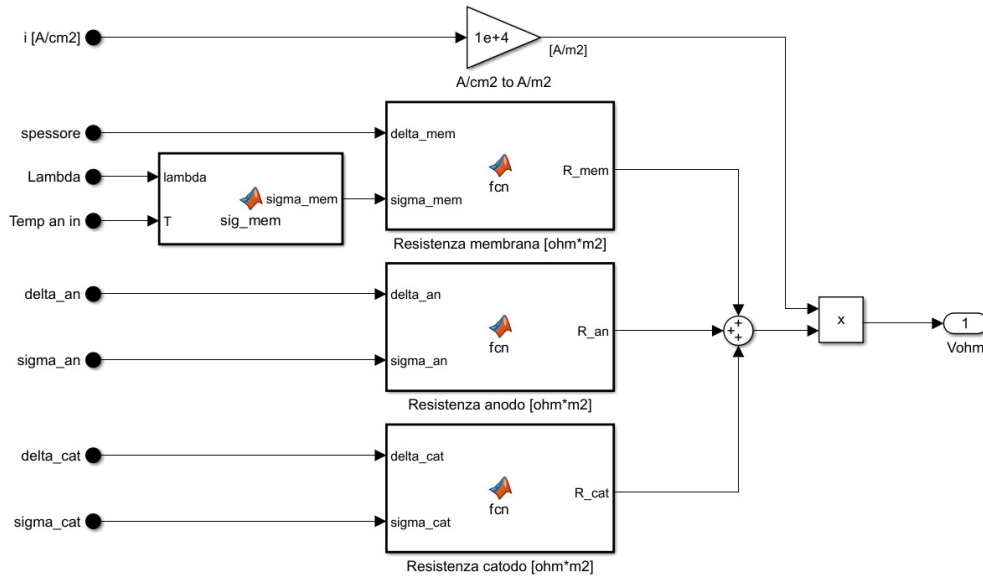 i [A/cm2]
1e+4
[A/m2]
A/cm2 to A/m2
spessore
delta_mem
Lambda
lambda
fcn
R_mem
sigma_mem
sigma_mem
Temp an in
T
sig_mem
Resistenza membrana [ohm*m2]
delta_an
delta_an
fcn
R_an
sigma_an
sigma_an
Resistenza anodo [ohm*m2]
+
+
+
x
1
Vohm
delta_cat
delta_cat
fcn
R_cat
sigma_cat
sigma_cat
Resistenza catodo [ohm*m2]